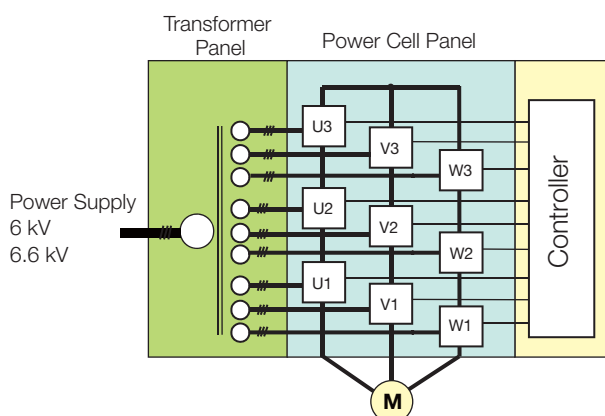 Transformer
Panel
Power Cell Panel
U3
V3
W3
Power Supply
6 kV
6.6 kV
U2
V2
W2
U1
V1
W1
Controller
M